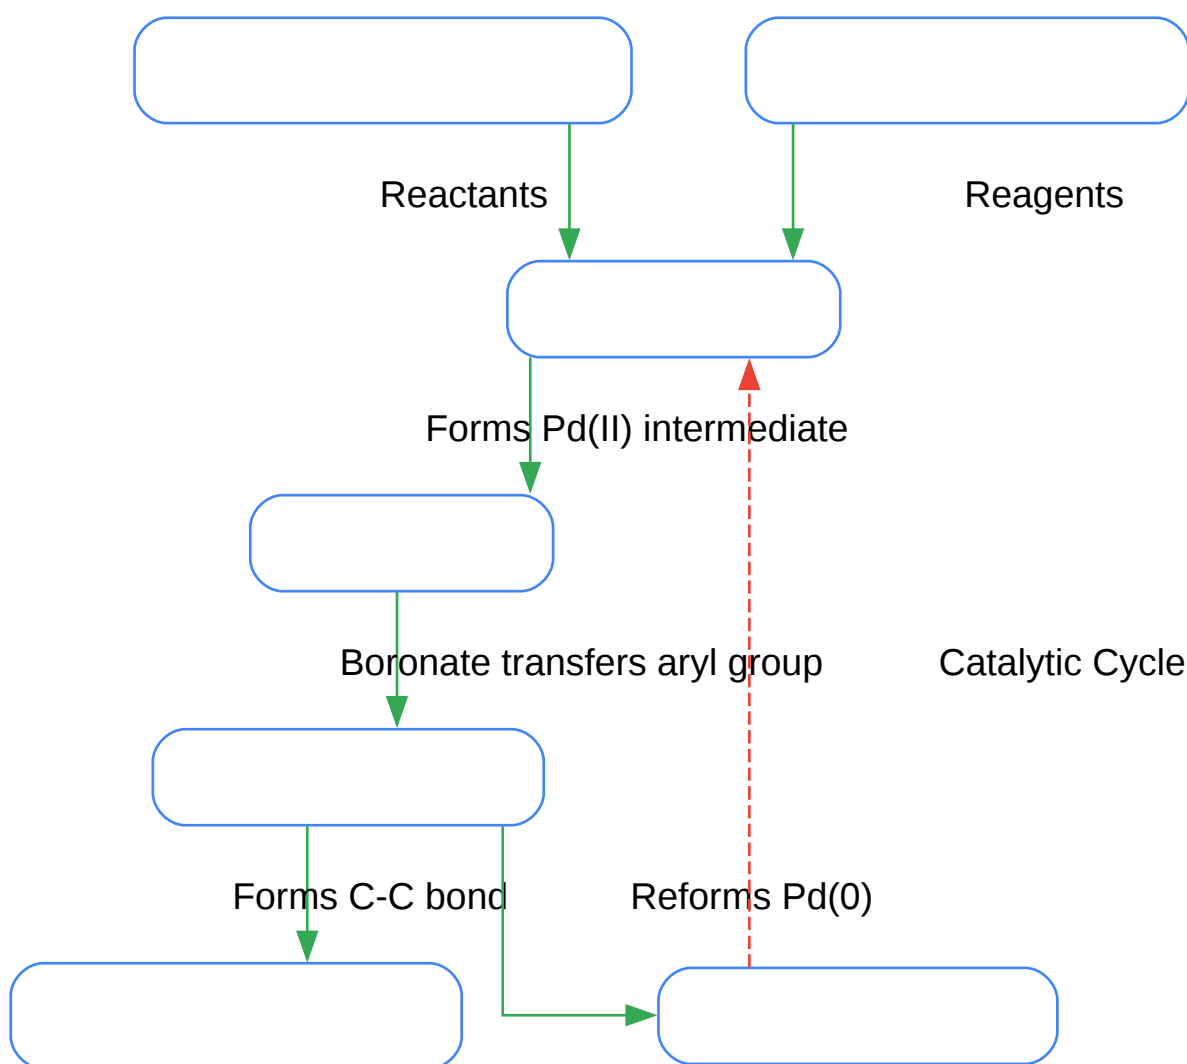 Reactants
Reagents
Forms Pd(II) intermediate
Boronate transfers aryl group
Catalytic Cycle
Forms C-C bond
Reforms Pd(0)